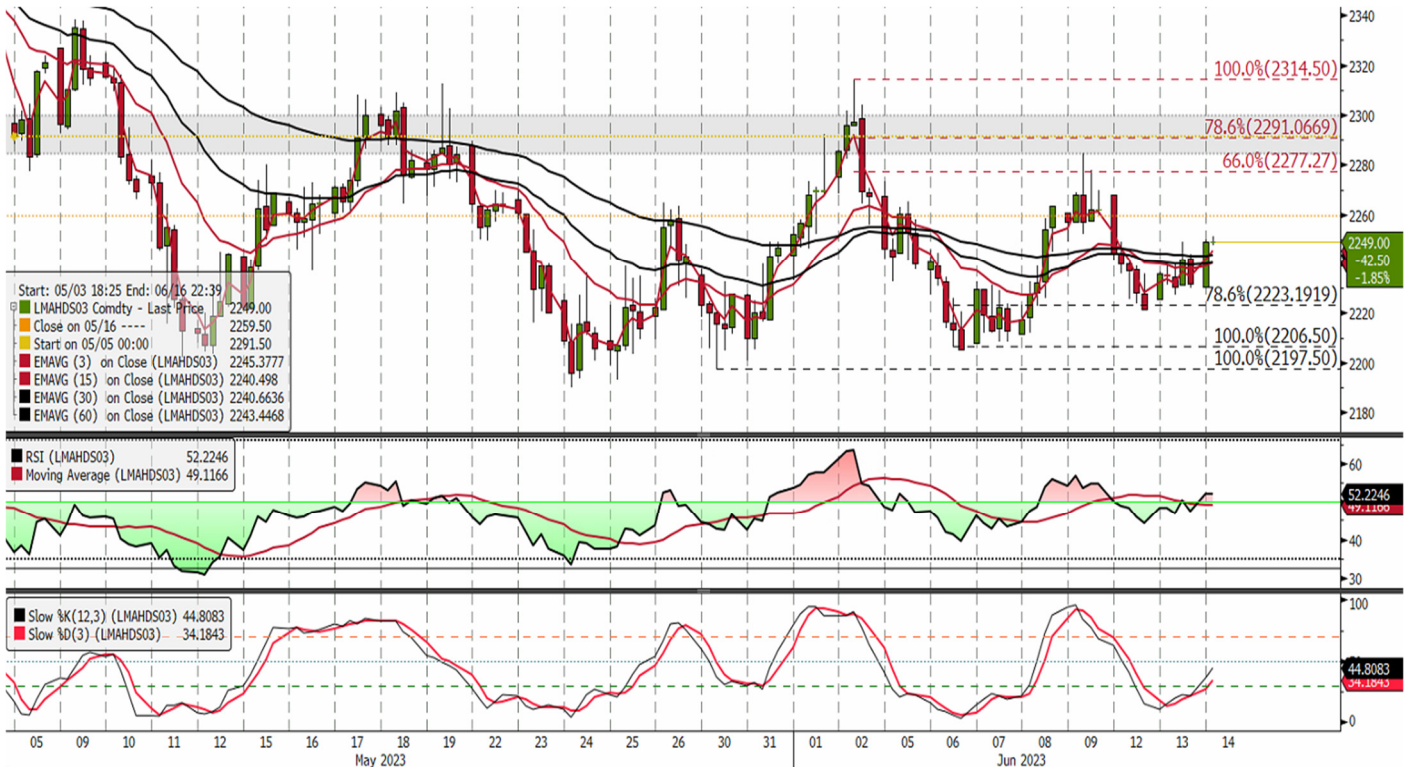 2340
2320
100.0%(2314.50)
2300
78.6%(2291.0669)
2280
66.0%(2277.27)
2260
2249.00
-42.50
-1.85%
78.6%(2223.1919)
2220
100.0%(2206.50)
2200
100.0%(2197.50)
2180
Start: 05/03 18:25 End: 06/16 22:39
LMAHDS03 Comdty - Last Price 2249.00
Close on 05/16 ---- 2259.50
Start on 05/05 00:00 2291.50
EMAVG (3) on Close (LMAHDS03) 2245.3777
EMAVG (15) on Close (LMAHDS03) 2240.498
EMAVG (30) on Close (LMAHDS03) 2240.6636
EMAVG (60) on Close (LMAHDS03) 2243.4468
RSI (LMAHDS03) 52.2246
Moving Average (LMAHDS03) 49.1166
60
52.2246
49.1166
40
30
Slow %K(12,3) (LMAHDS03) 44.8083
Slow %D(3) (LMAHDS03) 34.1843
100
44.8083
34.1843
0
05 09 10 11 12 15 16 17 18 19 22 23 24 25 26 30 31 01 02 05 06 07 08 09 12 13 14
May 2023 Jun 2023